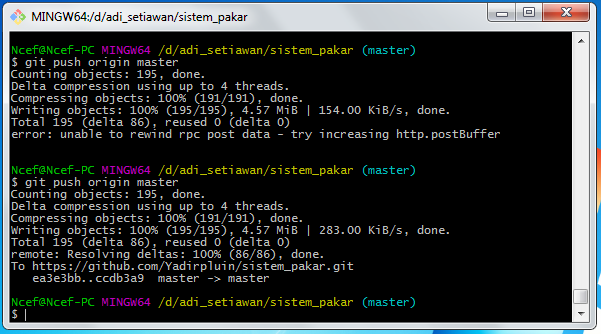 MINGW64:/d/adi_setiawan/sistem_pakar
Ncef@Ncef-PC MINGW64 /d/adi_setiawan/sistem_pakar (master)
$ git push origin master
Counting objects: 195, done.
Delta compression using up to 4 threads.
Compressing objects: 100% (191/191), done.
Writing objects: 100% (195/195), 4.57 MiB | 154.00 KiB/s, done.
Total 195 (delta 86), reused 0 (delta 0)
error: unable to rewind rpc post data - try increasing http.postBuffer
Ncef@Ncef-PC MINGW64 /d/adi_setiawan/sistem_pakar (master)
$ git push origin master
Counting objects: 195, done.
Delta compression using up to 4 threads.
Compressing objects: 100% (191/191), done.
Writing objects: 100% (195/195), 4.57 MiB | 283.00 KiB/s, done.
Total 195 (delta 86), reused 0 (delta 0)
remote: Resolving deltas: 100% (86/86), done.
To https://github.com/Yadirpluin/sistem_pakar.git
   ea3e3bb..ccdb3a9  master -> master
Ncef@Ncef-PC MINGW64 /d/adi_setiawan/sistem_pakar (master)
$